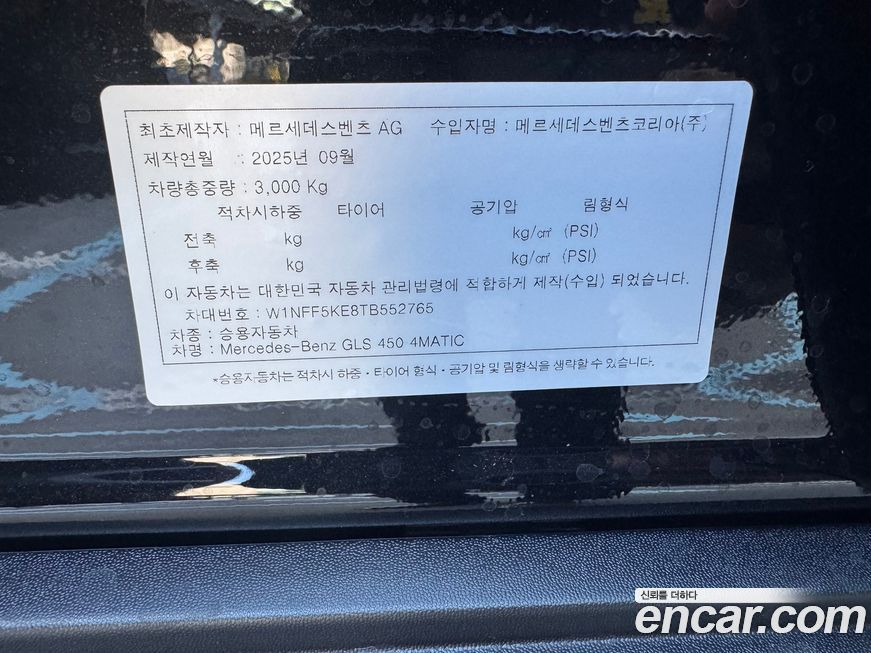 최초제작자 : 메르세데스벤츠 AG 수입자명 : 메르세데스벤츠코리아(주)
제작연월 : 2025년 09월
차량총중량 : 3,000 Kg
적차시하중 타이어 공기압 림형식
전축 kg kg/㎠ (PSI)
후축 kg kg/㎠ (PSI)
이 자동차는 대한민국 자동차 관리법령에 적합하게 제작(수입) 되었습니다.
차대번호 : W1NFF5KE8TB552765
차종 : 승용자동차
차명 : Mercedes-Benz GLS 450 4MATIC
*승용자동차는 적차시 하중 · 타이어 형식 · 공기압 및 림형식을 생략할 수 있습니다.
신뢰를 더하다
encar.com